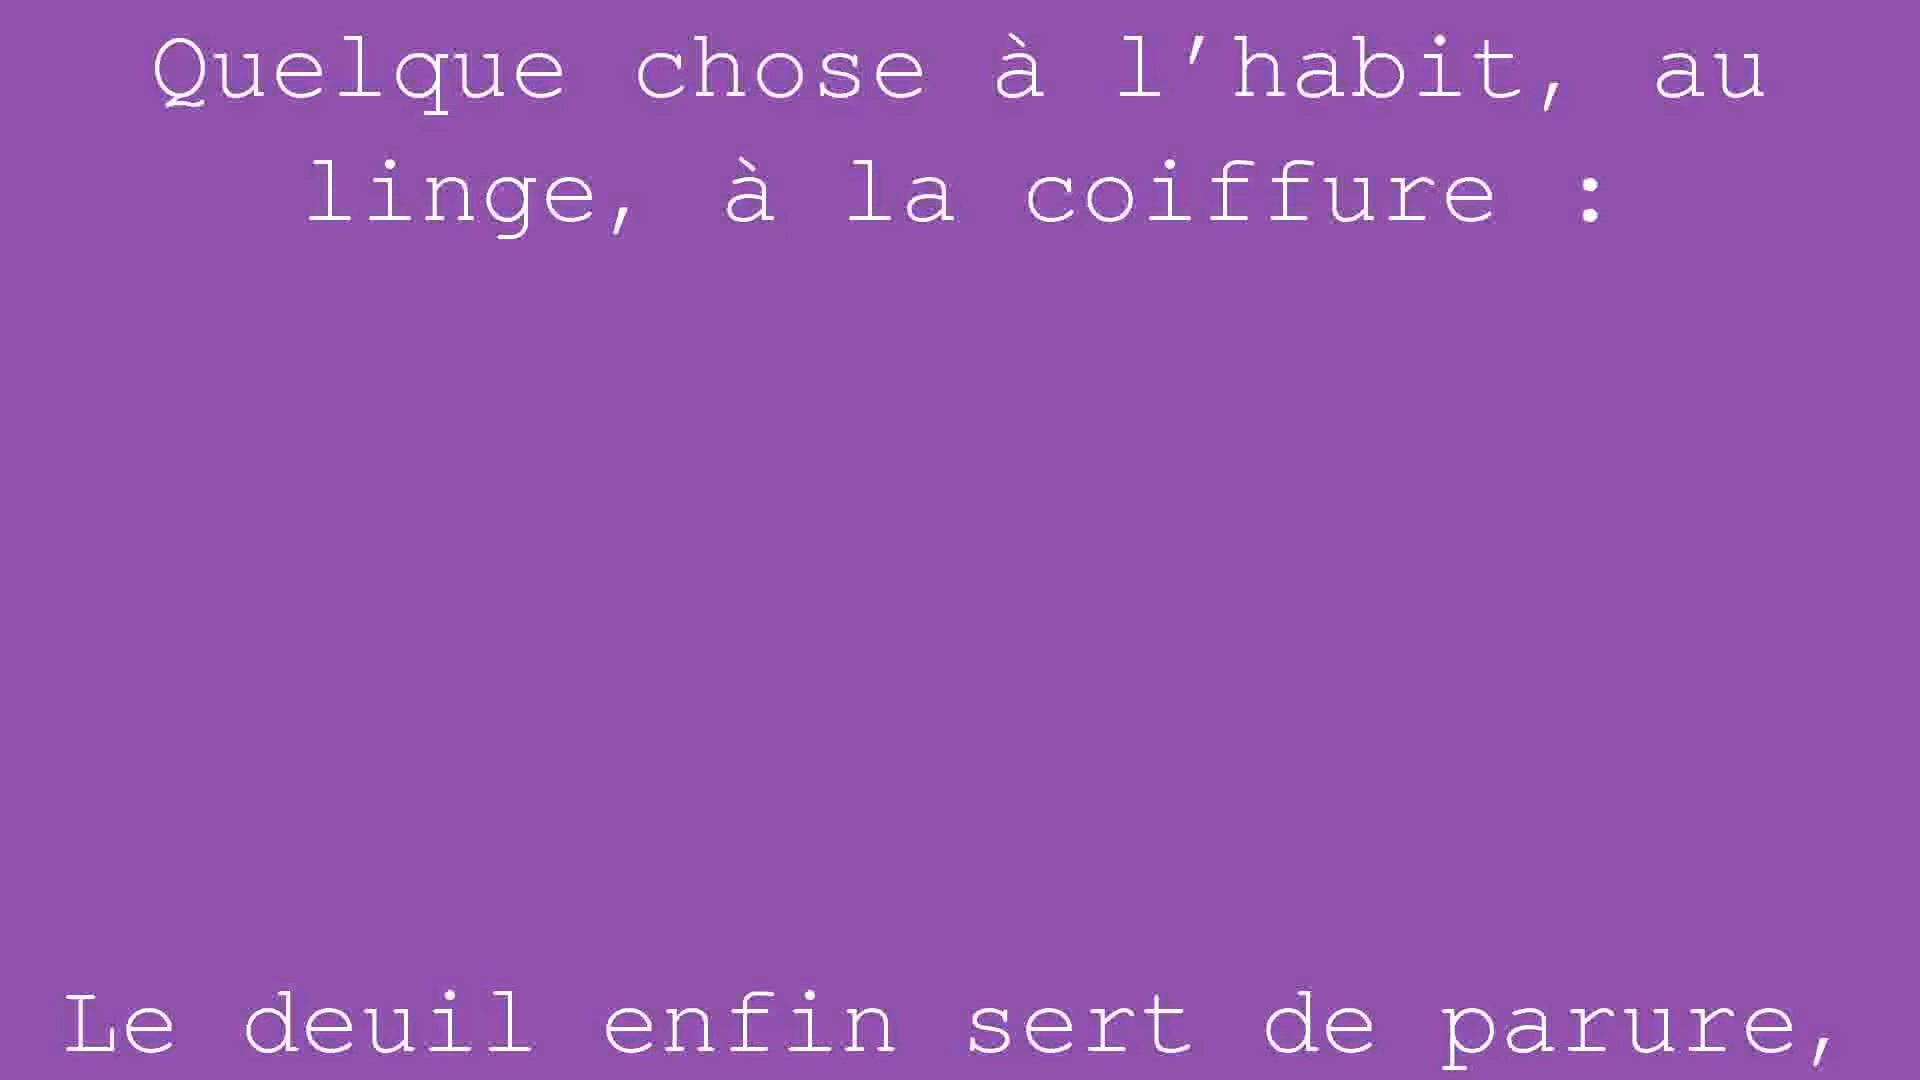 Quelque chose à l’habit, au
linge, à la coiffure :
Le deuil enfin sert de parure,